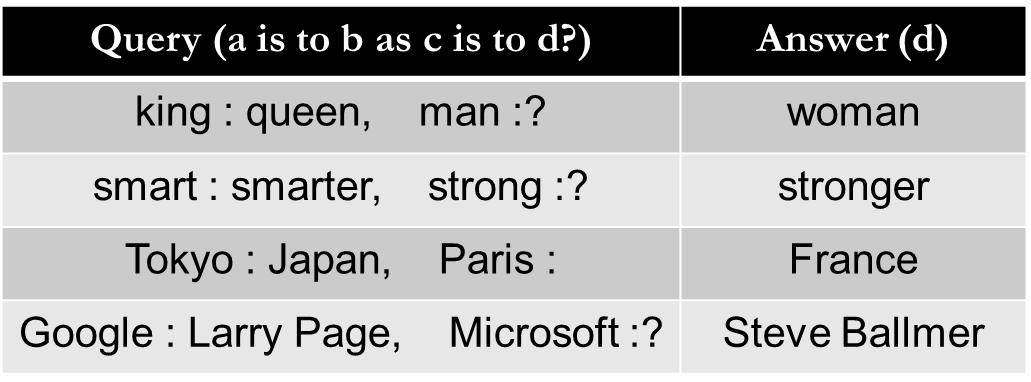 Query (a is to b as c is to d?) Answer (d)
king : queen, man :? woman
smart : smarter, strong :? stronger
Tokyo : Japan, Paris : France
Google : Larry Page, Microsoft :? Steve Ballmer